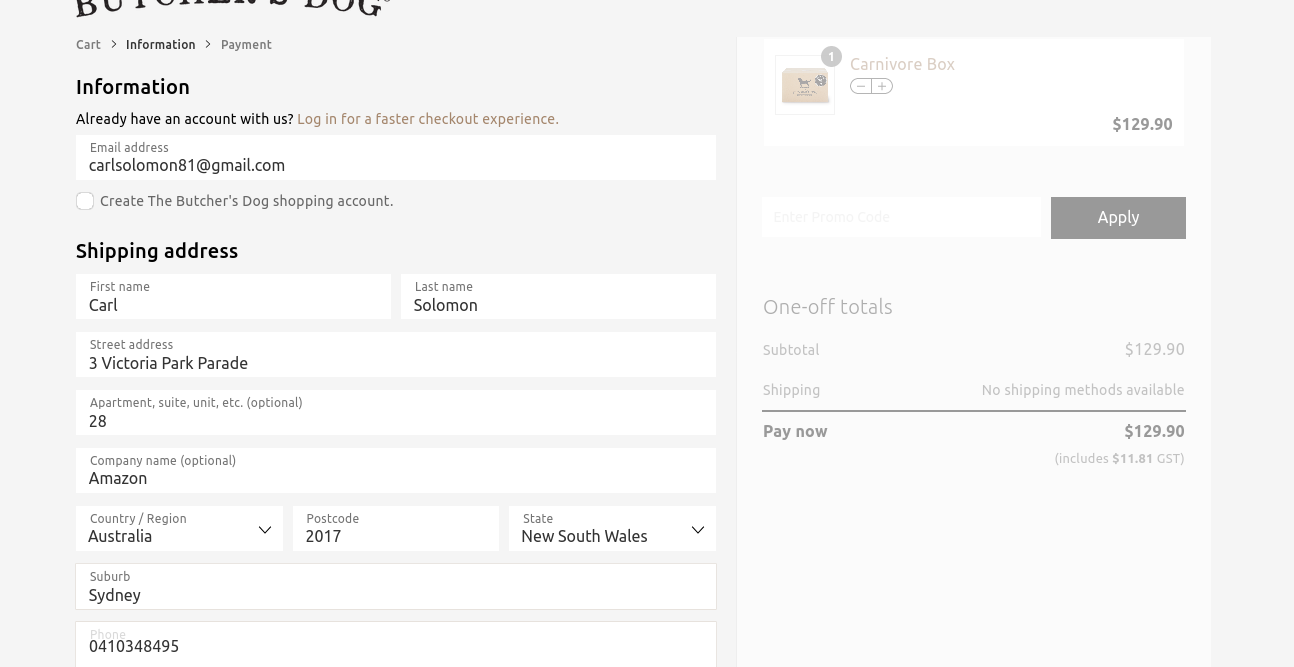 BUTCHER'S DOG
Cart > Information > Payment
Information
Already have an account with us? Log in for a faster checkout experience.
Email address
carlsolomon81@gmail.com
Create The Butcher's Dog shopping account.
Shipping address
First name
Carl
Last name
Solomon
Street address
3 Victoria Park Parade
Apartment, suite, unit, etc. (optional)
28
Company name (optional)
Amazon
Country / Region
Australia
Postcode
2017
State
New South Wales
Suburb
Sydney
Phone
0410348495
1
Carnivore Box
$129.90
Enter Promo Code
Apply
One-off totals
Subtotal $129.90
Shipping No shipping methods available
Pay now $129.90
(includes $11.81 GST)